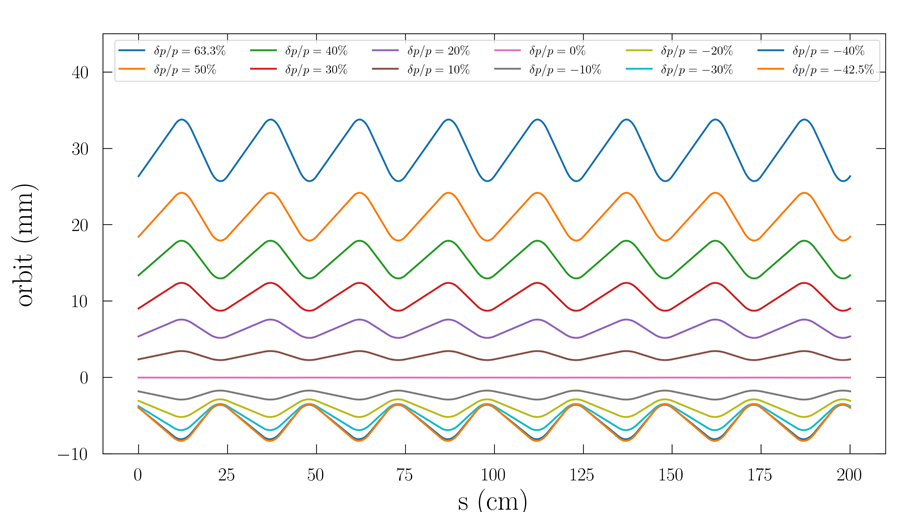 δp/p = 63.3% δp/p = 40% δp/p = 20% δp/p = 0% δp/p = −20% δp/p = −40%
δp/p = 50% δp/p = 30% δp/p = 10% δp/p = −10% δp/p = −30% δp/p = −42.5%
40
30
20
10
0
−10
orbit (mm)
0 25 50 75 100 125 150 175 200
s (cm)